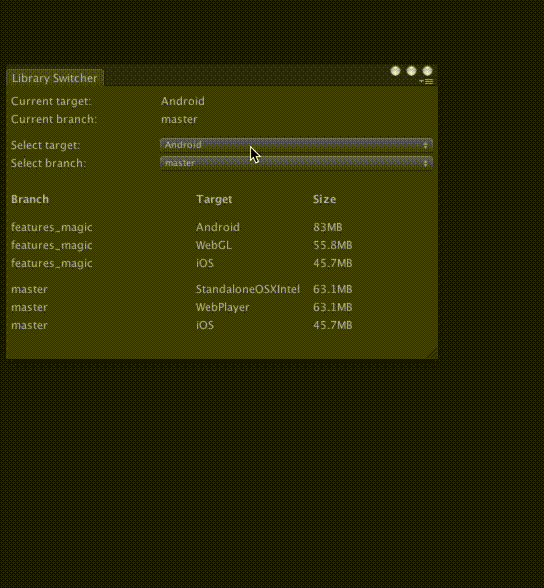 Library Switcher
Current target: Android
Current branch: master
Select target: Android
Select branch: master
Branch Target Size
features_magic Android 83MB
features_magic WebGL 55.8MB
features_magic iOS 45.7MB
master StandaloneOSXIntel 63.1MB
master WebPlayer 63.1MB
master iOS 45.7MB